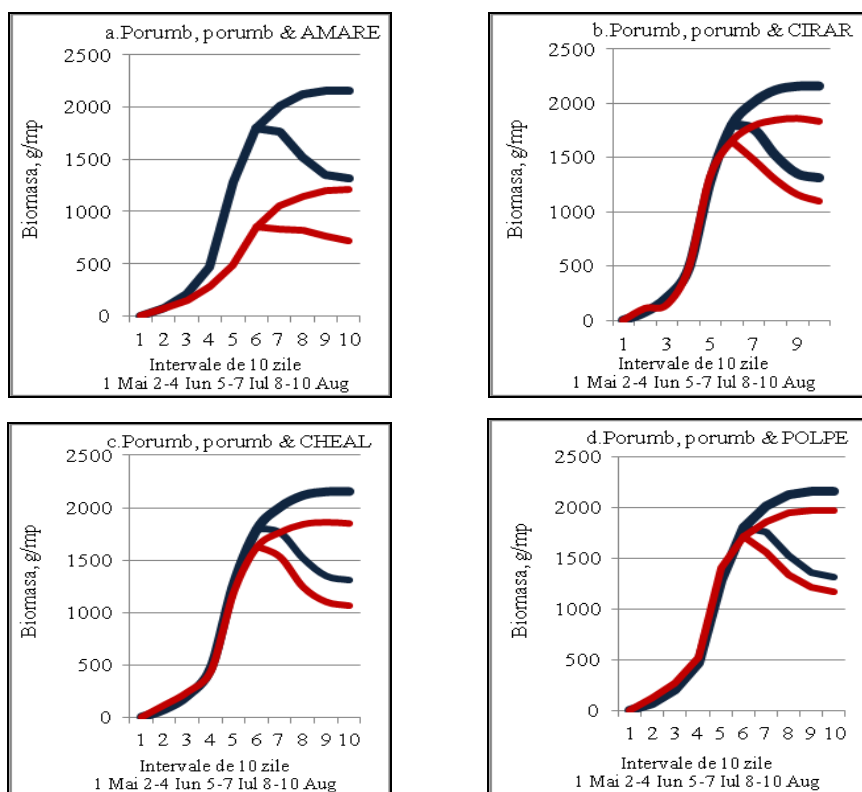 a.Porumb, porumb & AMARE
2500
2000
1500
1000
500
0
Biomasa, g/mp
1 2 3 4 5 6 7 8 9 10
Intervale de 10 zile
1 Mai 2-4 Iun 5-7 Iul 8-10 Aug
b.Porumb, porumb & CIRAR
2500
2000
1500
1000
500
0
Biomasa, g/mp
1 3 5 7 9
Intervale de 10 zile
1 Mai 2-4 Iun 5-7 Iul 8-10 Aug
c.Porumb, porumb & CHEAL
2500
2000
1500
1000
500
0
Biomasa, g/mp
1 2 3 4 5 6 7 8 9 10
Intervale de 10 zile
1 Mai 2-4 Iun 5-7 Iul 8-10 Aug
d.Porumb, porumb & POLPE
2500
2000
1500
1000
500
0
Biomasa, g/mp
1 2 3 4 5 6 7 8 9 10
Intervale de 10 zile
1 Mai 2-4 Iun 5-7 Iul 8-10 Aug